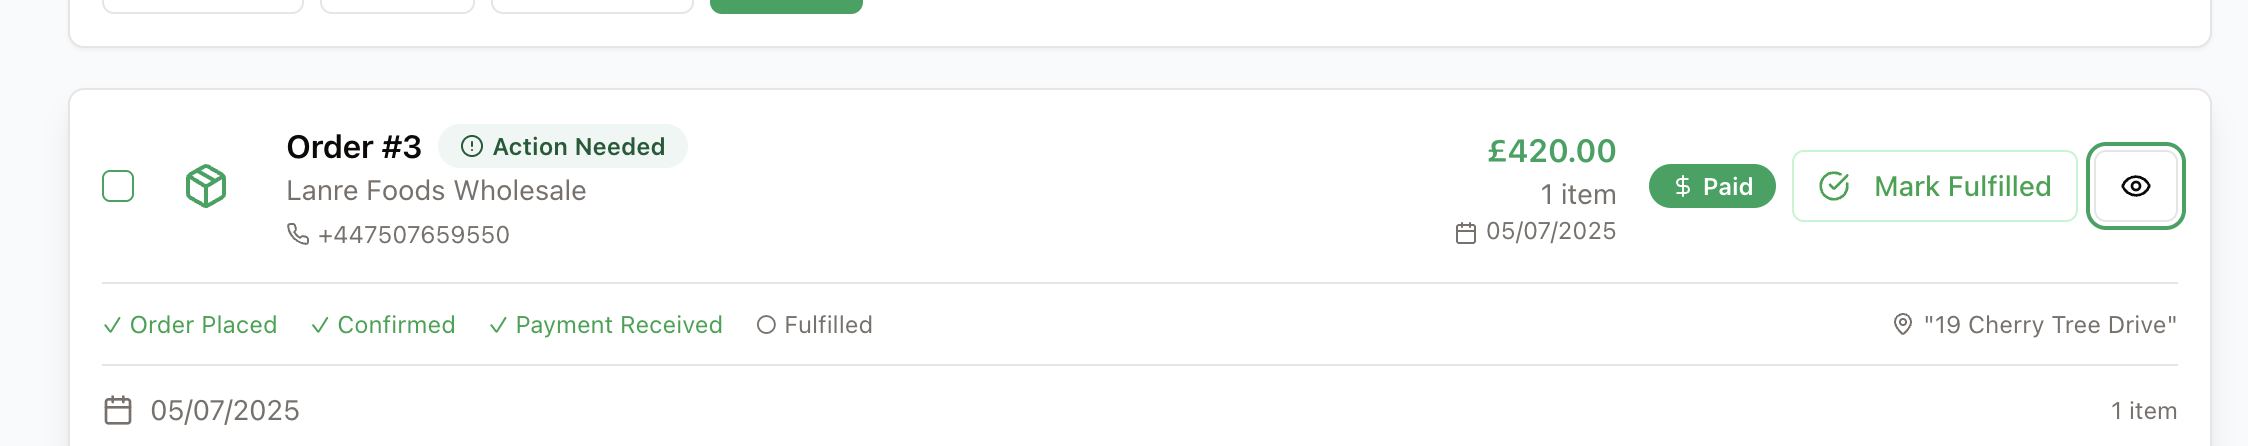 Order #3
Action Needed
Lanre Foods Wholesale
+447507659550
£420.00
1 item
05/07/2025
$ Paid
Mark Fulfilled
Order Placed
Confirmed
Payment Received
Fulfilled
"19 Cherry Tree Drive"
05/07/2025
1 item